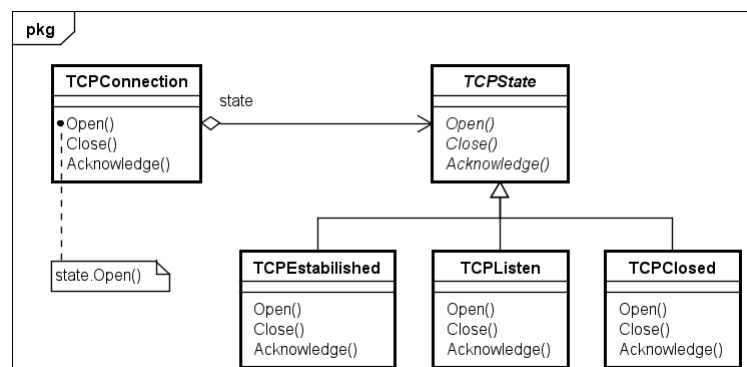 pkg
TCPConnection
Open()
Close()
Acknowledge()
state
TCPState
Open()
Close()
Acknowledge()
state.Open()
TCPEstabilished
Open()
Close()
Acknowledge()
TCPListen
Open()
Close()
Acknowledge()
TCPClosed
Open()
Close()
Acknowledge()